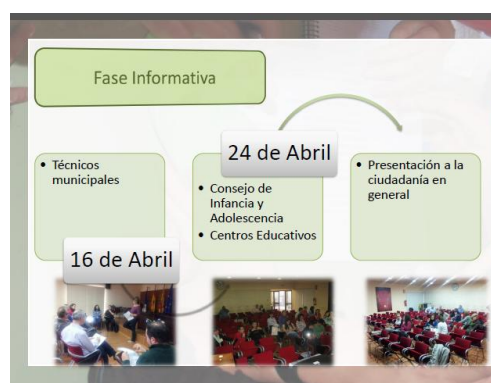 Fase Informativa
• Técnicos
municipales
16 de Abril
24 de Abril
• Consejo de
Infancia y
Adolescencia
• Centros Educativos
• Presentación a la
ciudadanía en
general